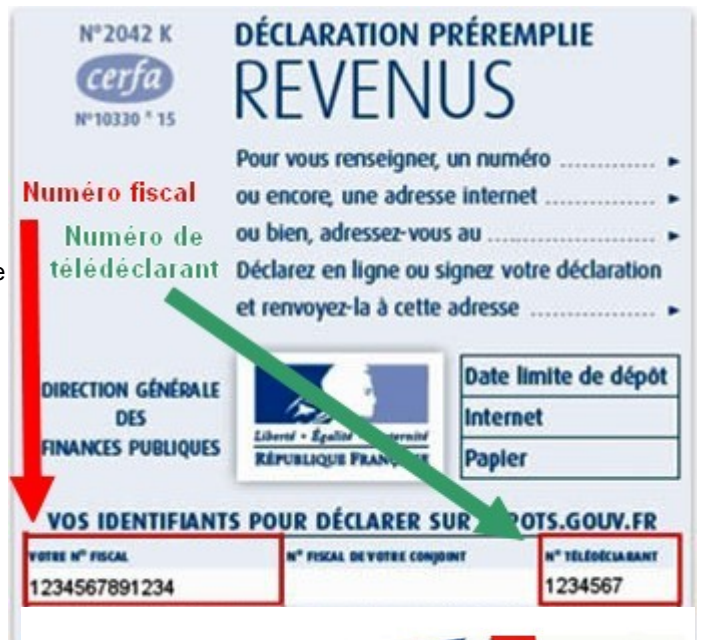 N°2042 K
cerfa
N°10330 * 15
DÉCLARATION PRÉREMPLIE
REVENUS
Pour vous renseigner, un numéro .............
ou encore, une adresse internet ...............
ou bien, adressez-vous au .......................
Déclarez en ligne ou signez votre déclaration
et renvoyez-la à cette adresse .................
Numéro fiscal
Numéro de
télédéclarant
e
DIRECTION GÉNÉRALE
DES
FINANCES PUBLIQUES
Liberté • Égalité
RÉPUBLIQUE
Date limite de dépôt
Internet
Papier
VOS IDENTIFIANTS POUR DÉCLARER SUR OTS.GOUV.FR
VOTRE N° FISCAL
N° FISCAL DE VOTRE CONJOINT
N° TÉLÉDÉCLARANT
1234567891234
1234567